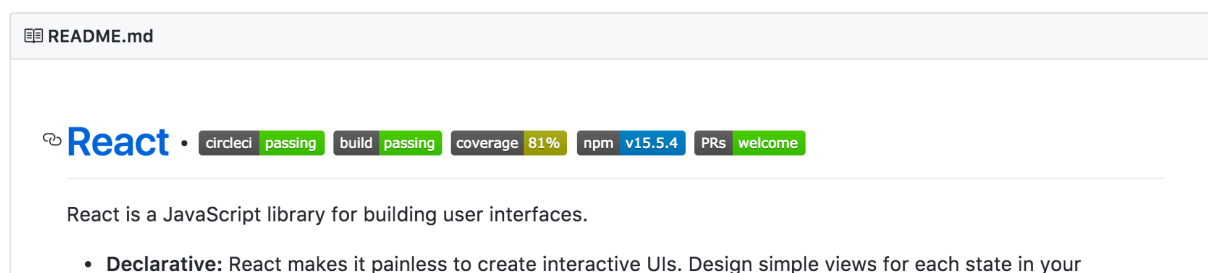 README.md
React • circleci passing build passing coverage 81% npm v15.5.4 PRs welcome
React is a JavaScript library for building user interfaces.
• Declarative: React makes it painless to create interactive UIs. Design simple views for each state in your